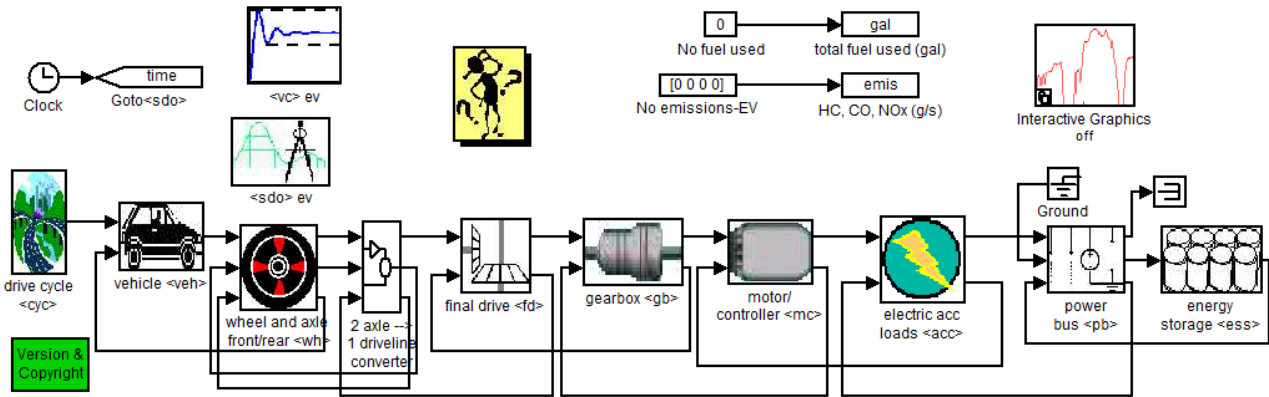 time
Clock
Goto<sdo>
<vc> ev
<sdo> ev
0
gal
No fuel used
total fuel used (gal)
[0 0 0 0]
emis
No emissions-EV
HC, CO, NOx (g/s)
Interactive Graphics
off
Ground
drive cycle
<cyc>
vehicle <veh>
wheel and axle
front/rear <wh>
2 axle -->
1 driveline
converter
final drive <fd>
gearbox <gb>
motor/
controller <mc>
electric acc
loads <acc>
power
bus <pb>
energy
storage <ess>
Version &
Copyright